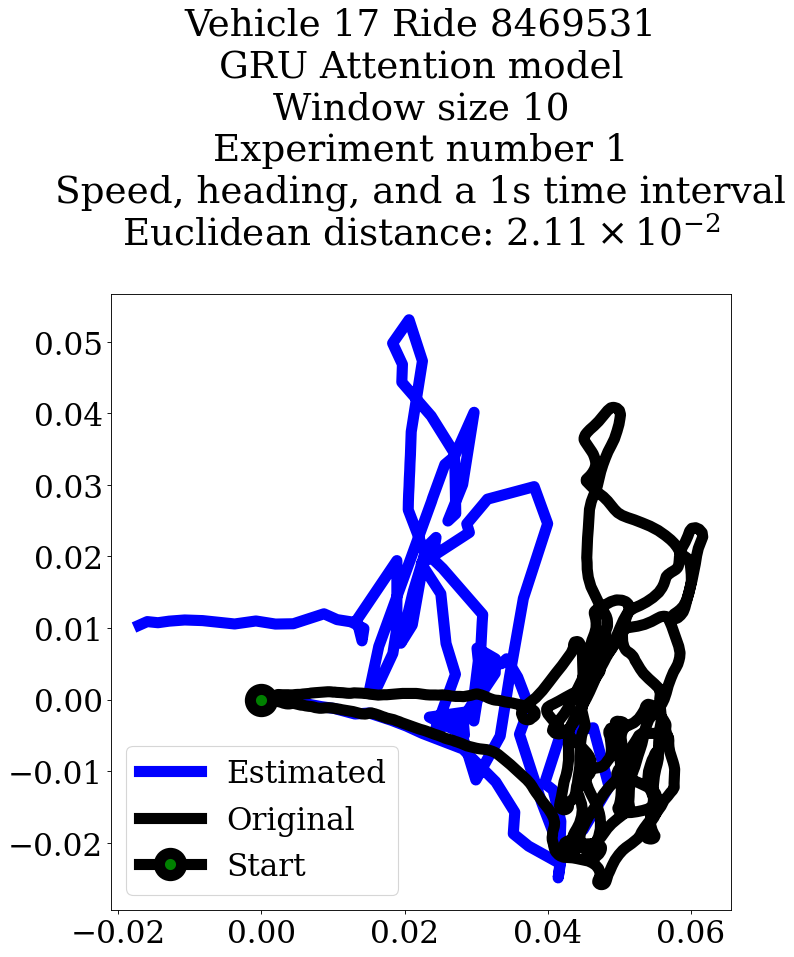 Vehicle 17 Ride 8469531
GRU Attention model
Window size 10
Experiment number 1
Speed, heading, and a 1s time interval
Euclidean distance: 2.11 × 10⁻²
0.05
0.04
0.03
0.02
0.01
0.00
−0.01
−0.02
Estimated
Original
Start
−0.02 0.00 0.02 0.04 0.06